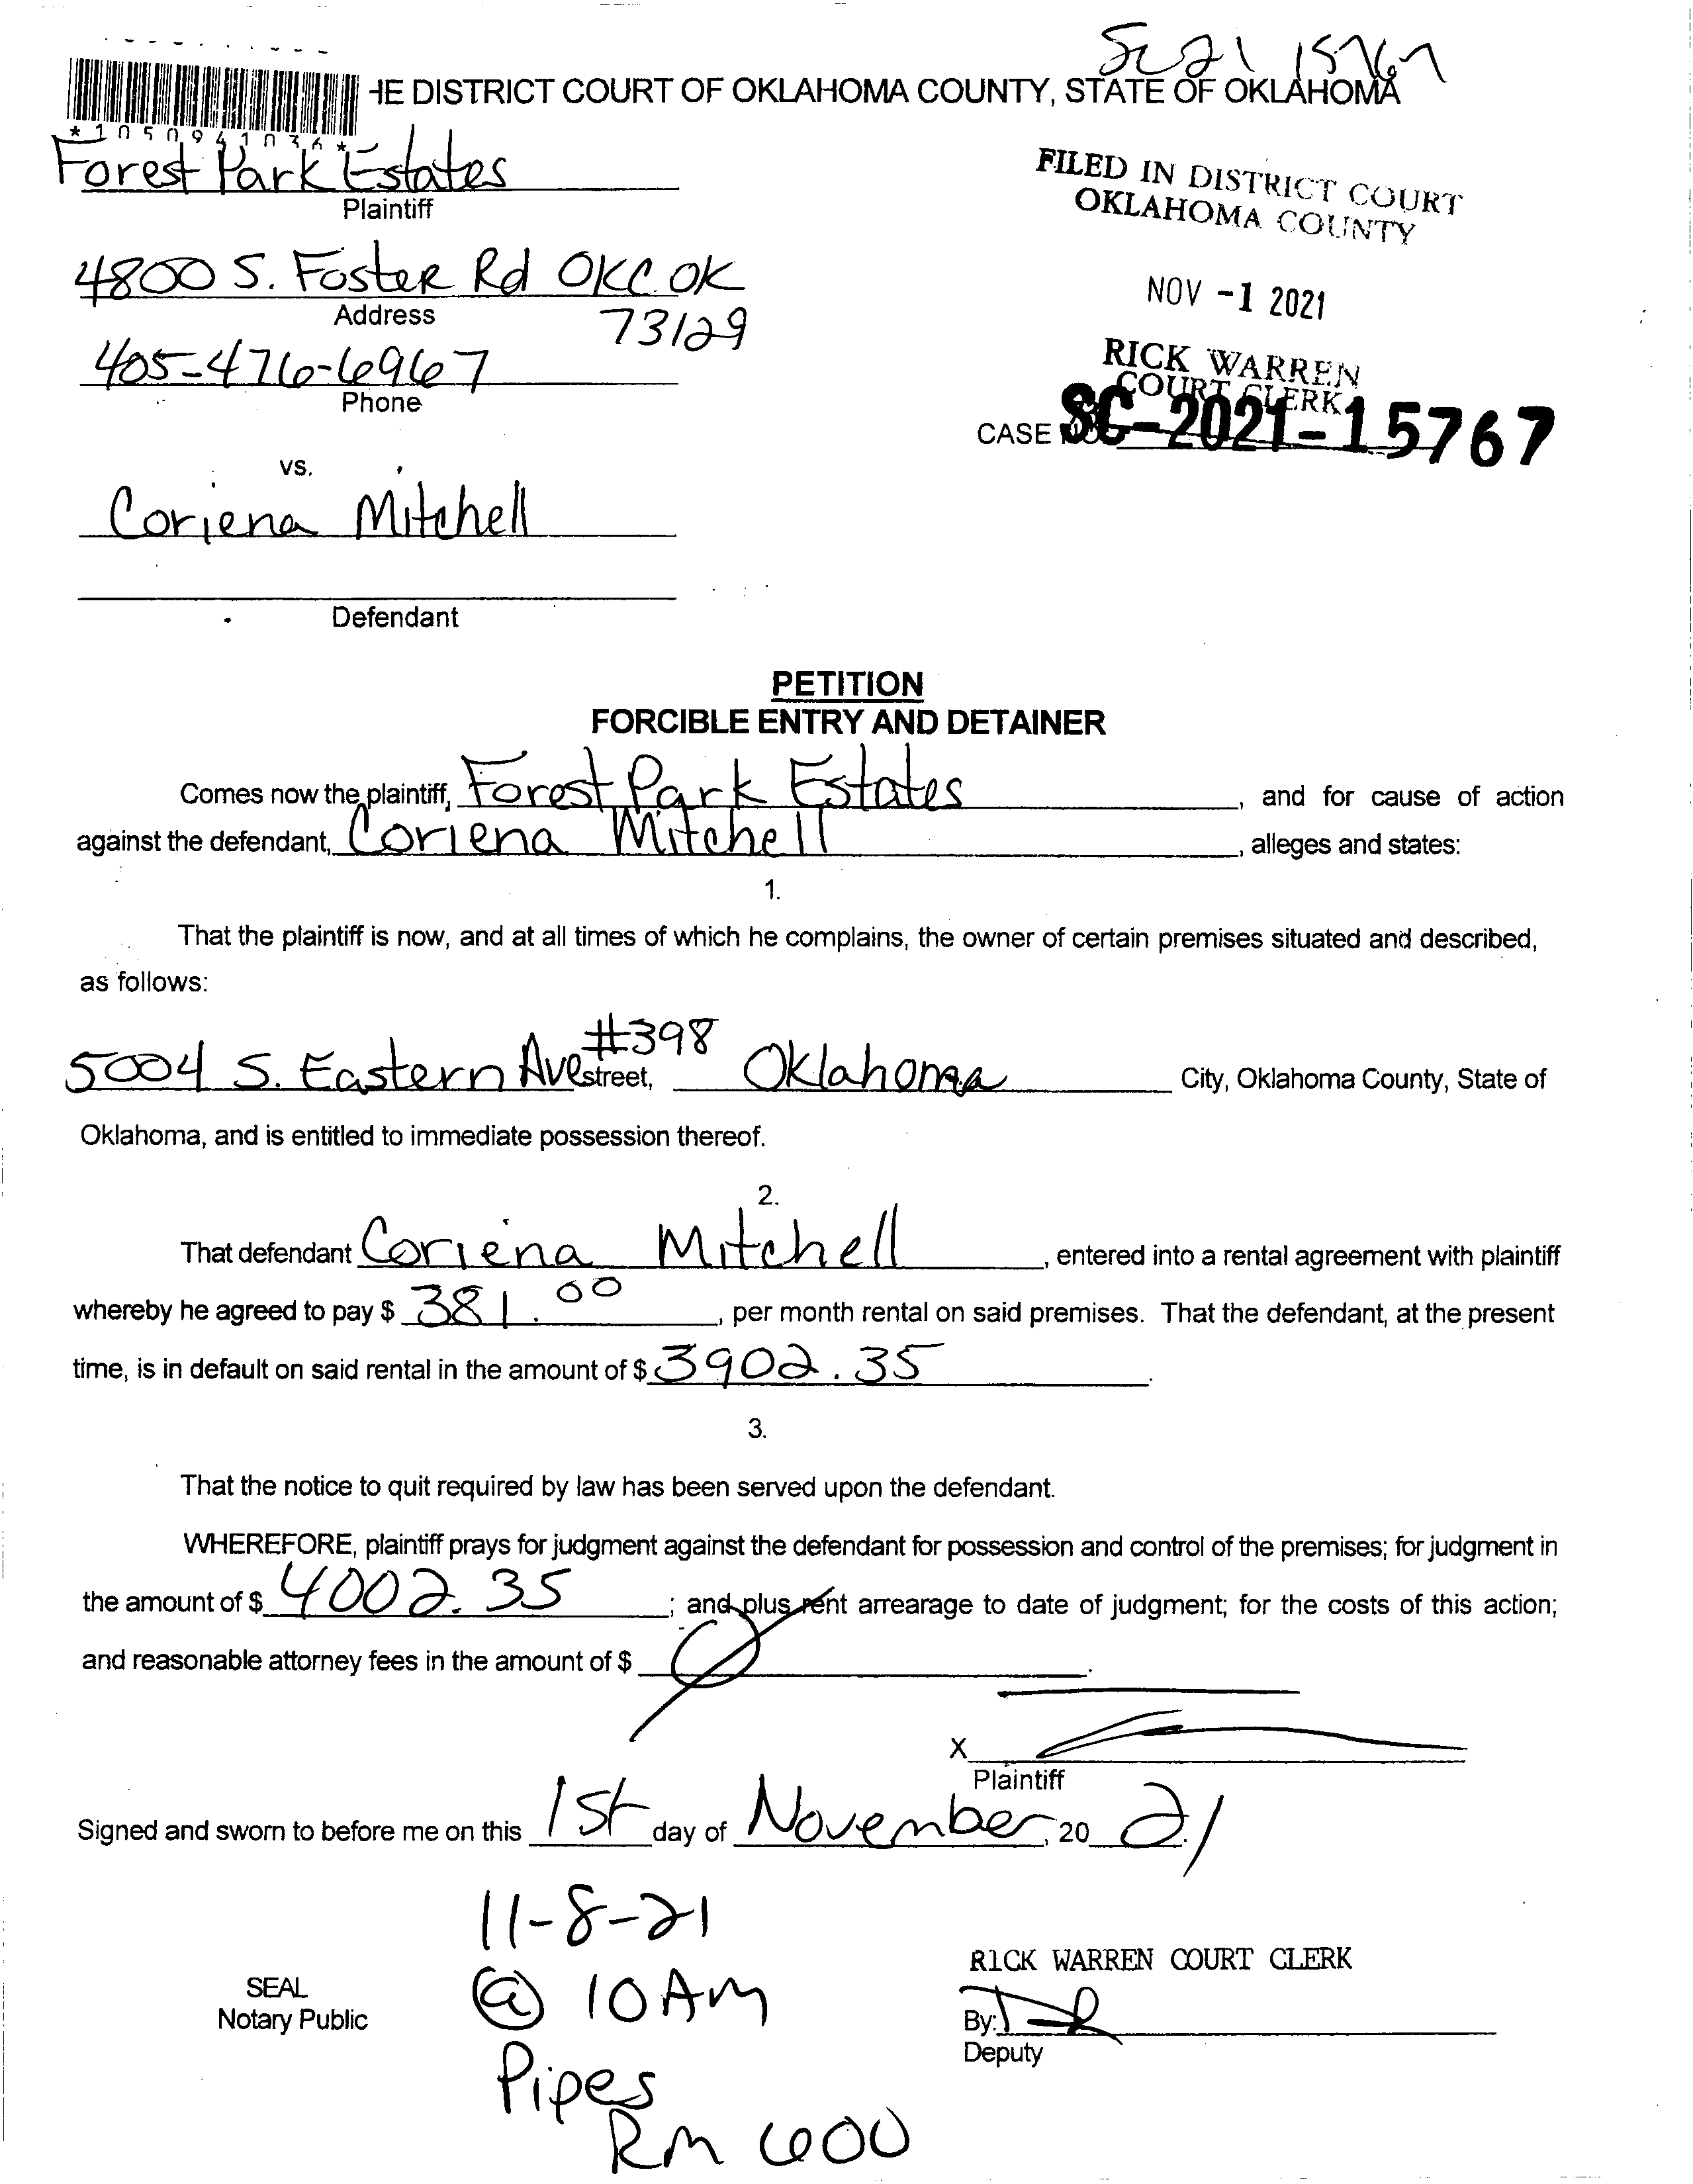 SC21 15767
HE DISTRICT COURT OF OKLAHOMA COUNTY, STATE OF OKLAHOMA
* 1 0 5 0 9 4 1 0 3 6 *
Forest Park Estates
Plaintiff
FILED IN DISTRICT COURT
OKLAHOMA COUNTY
4800 S. Foster Rd OKC OK
Address
73129
NOV -1 2021
405-476-6967
Phone
RICK WARREN
COURT CLERK
CASE NO. SC-2021-15767
vs.
Coriena Mitchell
Defendant
PETITION
FORCIBLE ENTRY AND DETAINER
Comes now the plaintiff, Forest Park Estates, and for cause of action
against the defendant, Coriena Mitchell, alleges and states:
1.
That the plaintiff is now, and at all times of which he complains, the owner of certain premises situated and described,
as follows:
5004 S. Eastern Ave #398 street, Oklahoma City, Oklahoma County, State of
Oklahoma, and is entitled to immediate possession thereof.
2.
That defendant Coriena Mitchell, entered into a rental agreement with plaintiff
whereby he agreed to pay $ 381.00, per month rental on said premises. That the defendant, at the present
time, is in default on said rental in the amount of $ 3902.35.
3.
That the notice to quit required by law has been served upon the defendant.
WHEREFORE, plaintiff prays for judgment against the defendant for possession and control of the premises; for judgment in
the amount of $ 4002.35; and plus rent arrearage to date of judgment; for the costs of this action;
and reasonable attorney fees in the amount of $ Ø.
X
Plaintiff
Signed and sworn to before me on this 1st day of November, 20 21.
11-8-21
@ 10AM
Pipes
Rm 600
SEAL
Notary Public
RICK WARREN COURT CLERK
By:
Deputy